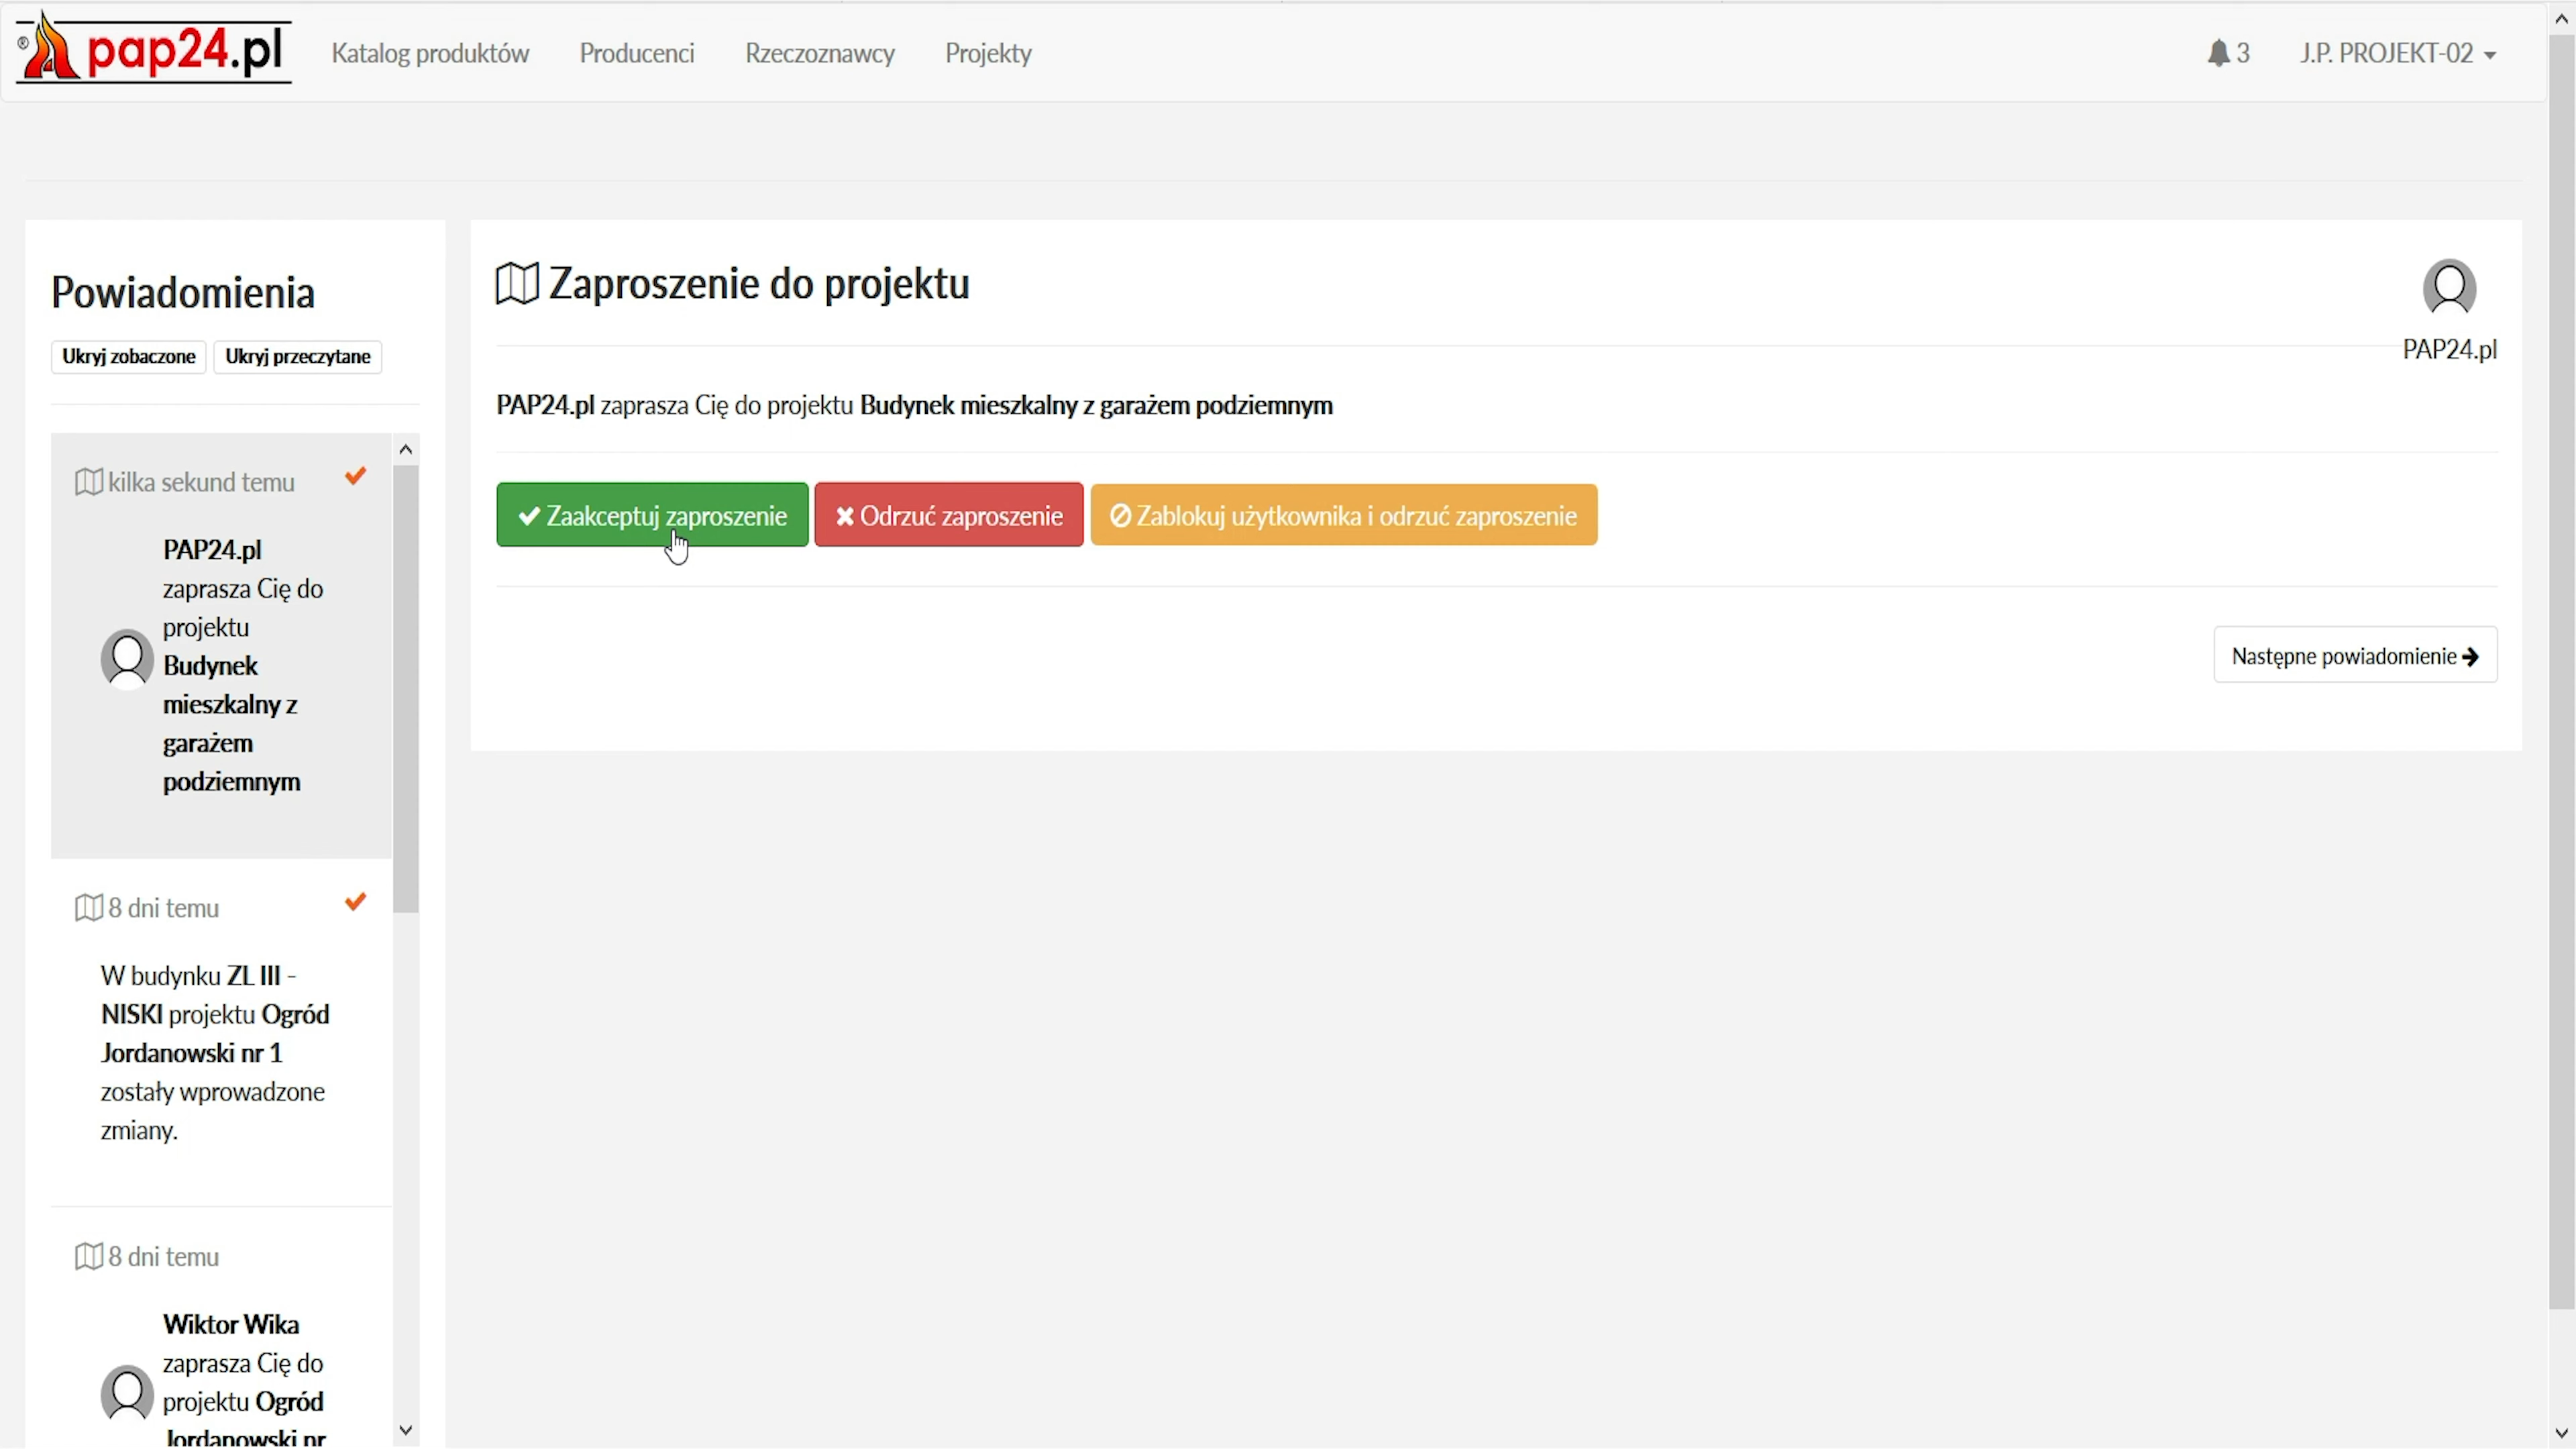 ® pap24.pl
Katalog produktów
Producenci
Rzeczoznawcy
Projekty
3
J.P. PROJEKT-02
Powiadomienia
Ukryj zobaczone
Ukryj przeczytane
kilka sekund temu
PAP24.pl
zaprasza Cię do
projektu
Budynek
mieszkalny z
garażem
podziemnym
8 dni temu
W budynku ZL III -
NISKI projektu Ogród
Jordanowski nr 1
zostały wprowadzone
zmiany.
8 dni temu
Wiktor Wika
zaprasza Cię do
projektu Ogród
Jordanowski nr
Zaproszenie do projektu
PAP24.pl
PAP24.pl zaprasza Cię do projektu Budynek mieszkalny z garażem podziemnym
Zaakceptuj zaproszenie
Odrzuć zaproszenie
Zablokuj użytkownika i odrzuć zaproszenie
Następne powiadomienie